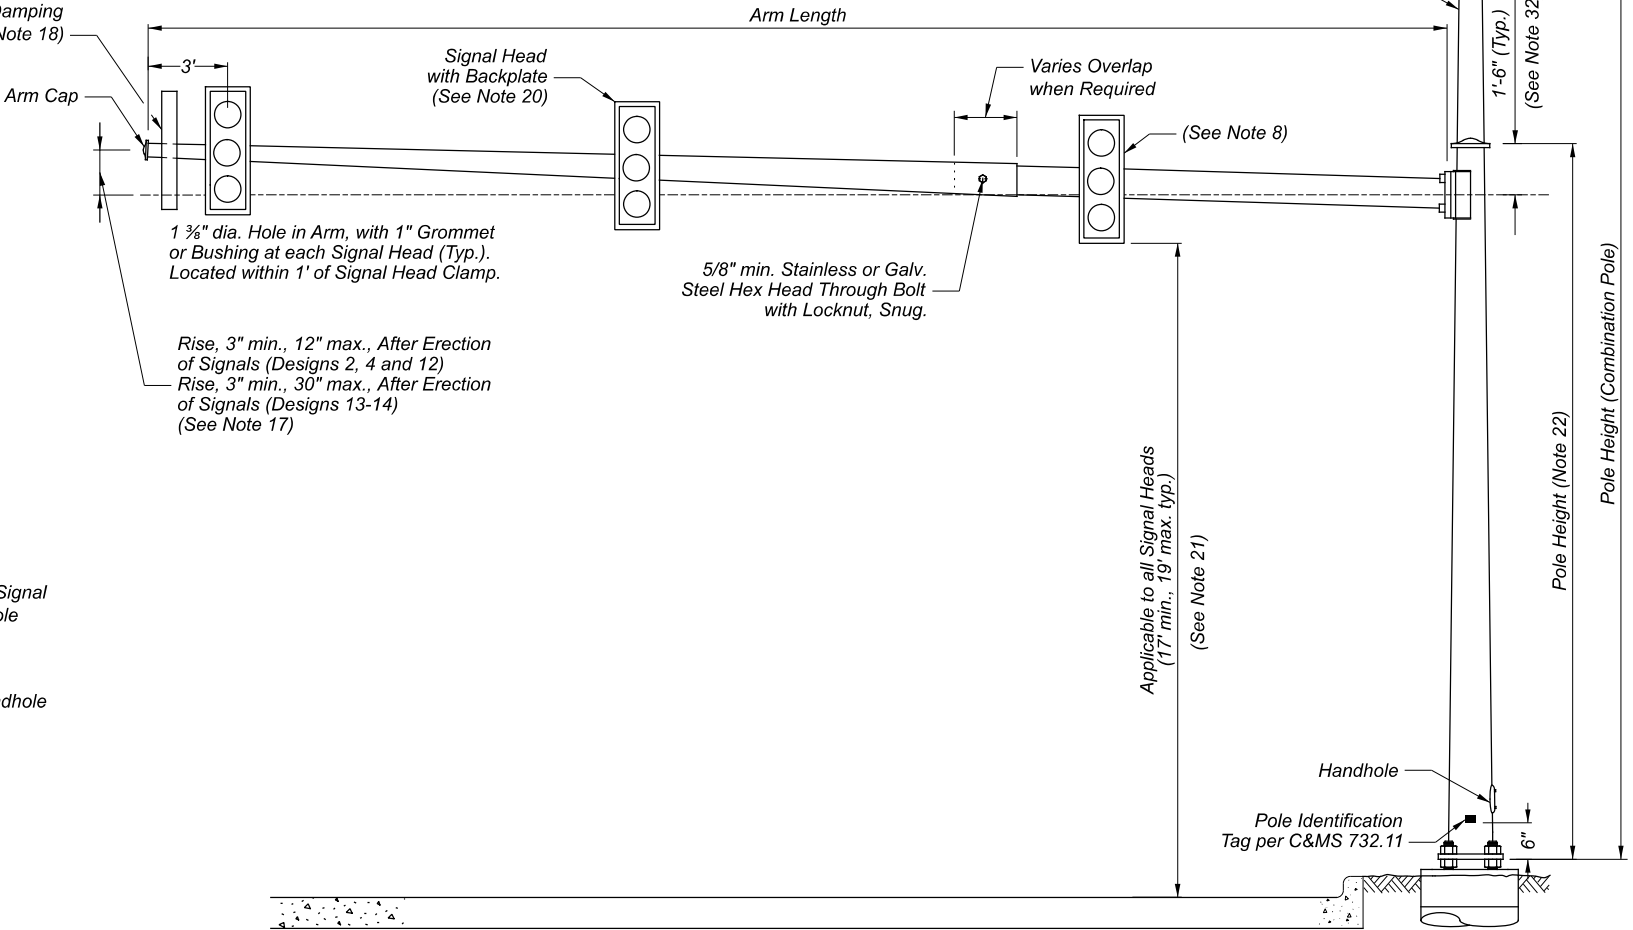 Damping
Note 18)
Arm Cap
3'
Arm Length
Signal Head
with Backplate
(See Note 20)
Varies Overlap
when Required
(See Note 8)
1'-6" (Typ.)
(See Note 32
1 ⅜" dia. Hole in Arm, with 1" Grommet
or Bushing at each Signal Head (Typ.).
Located within 1' of Signal Head Clamp.
5/8" min. Stainless or Galv.
Steel Hex Head Through Bolt
with Locknut, Snug.
Rise, 3" min., 12" max., After Erection
of Signals (Designs 2, 4 and 12)
Rise, 3" min., 30" max., After Erection
of Signals (Designs 13-14)
(See Note 17)
Applicable to all Signal Heads
(17' min., 19' max. typ.)
(See Note 21)
Pole Height (Note 22)
Pole Height (Combination Pole)
Signal
ole
dhole
Handhole
Pole Identification
Tag per C&MS 732.11
6"